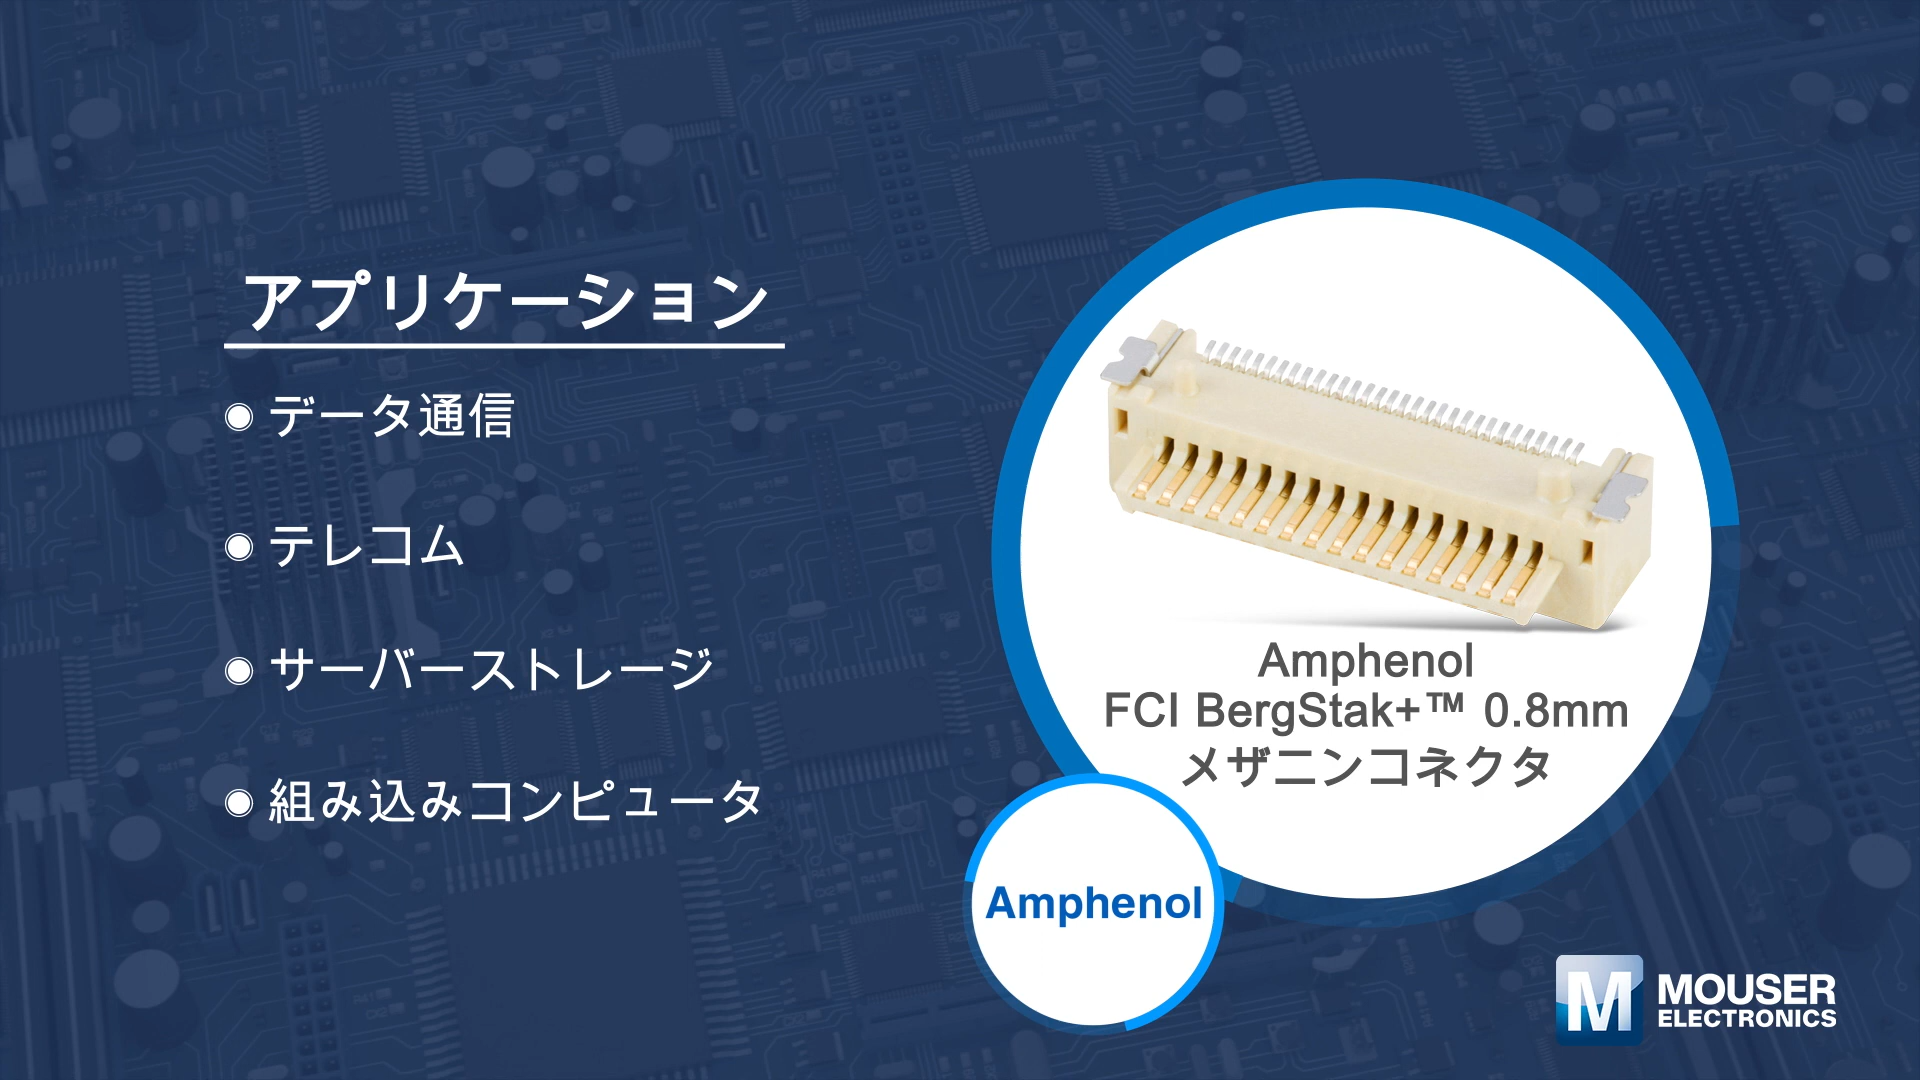 アプリケーション
データ通信
テレコム
サーバーストレージ
組み込みコンピュータ
Amphenol
FCI BergStak+™ 0.8mm
メザニンコネクタ
Amphenol
M
MOUSER
ELECTRONICS